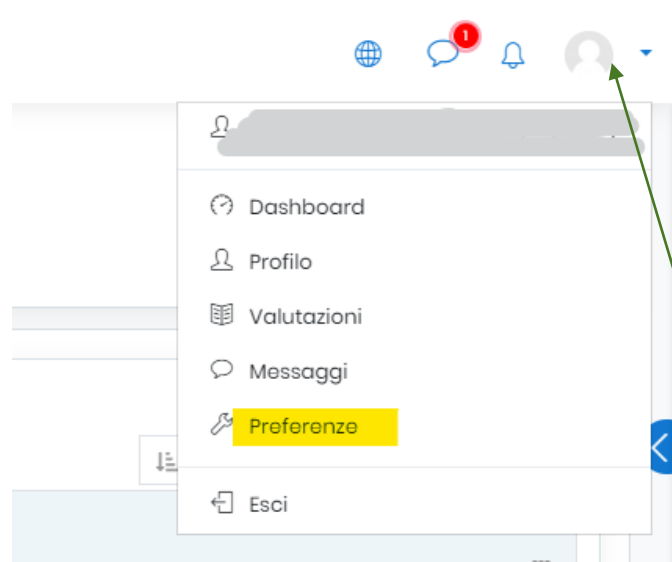 1
Dashboard
Profilo
Valutazioni
Messaggi
Preferenze
Esci